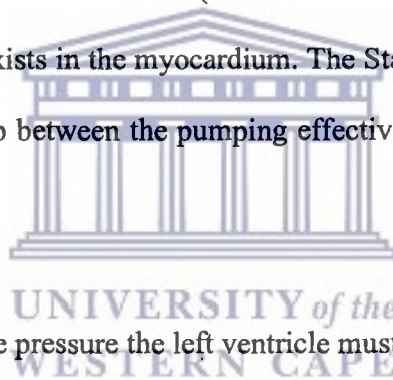 xists in the myocardium. The Sta
between the pumping effectiv
UNIVERSITY of the
e pressure the left ventricle must
WESTERN CAPE